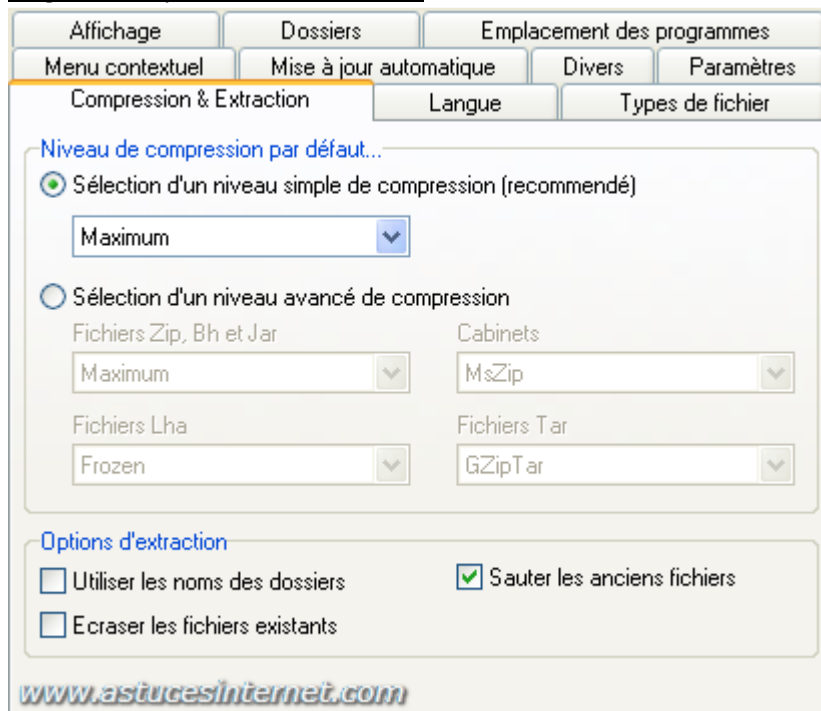 Affichage Dossiers Emplacement des programmes
Menu contextuel Mise à jour automatique Divers Paramètres
Compression & Extraction Langue Types de fichier
Niveau de compression par défaut...
Sélection d'un niveau simple de compression (recommendé)
Maximum
Sélection d'un niveau avancé de compression
Fichiers Zip, Bh et Jar Cabinets
Maximum MsZip
Fichiers Lha Fichiers Tar
Frozen GZipTar
Options d'extraction
Utiliser les noms des dossiers Sauter les anciens fichiers
Ecraser les fichiers existants
www.astucesinternet.com